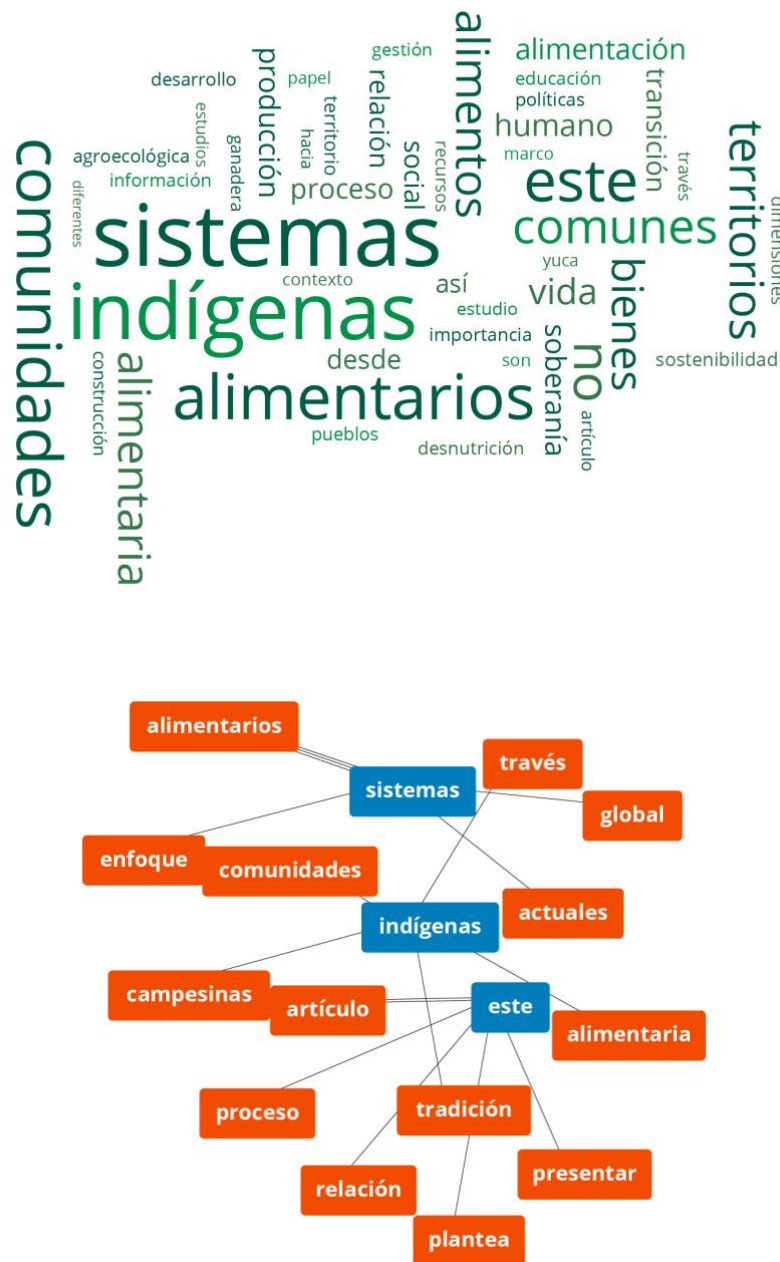 comunidades
sistemas
indígenas
alimentarios
alimentaria
alimentos
este
comunes
territorios
bienes
no
vida
humano
alimentación
desarrollo
papel
gestión
producción
relación
territorio
hacia
estudios
ganadera
agroecológica
información
diferentes
proceso
social
recursos
educación
políticas
marco
transición
través
dimensiones
yuca
contexto
así
estudio
importancia
desde
son
soberanía
sostenibilidad
construcción
pueblos
desnutrición
artículo
alimentarios
través
sistemas
global
enfoque
comunidades
actuales
indígenas
campesinas
artículo
este
alimentaria
proceso
tradición
relación
presentar
plantea